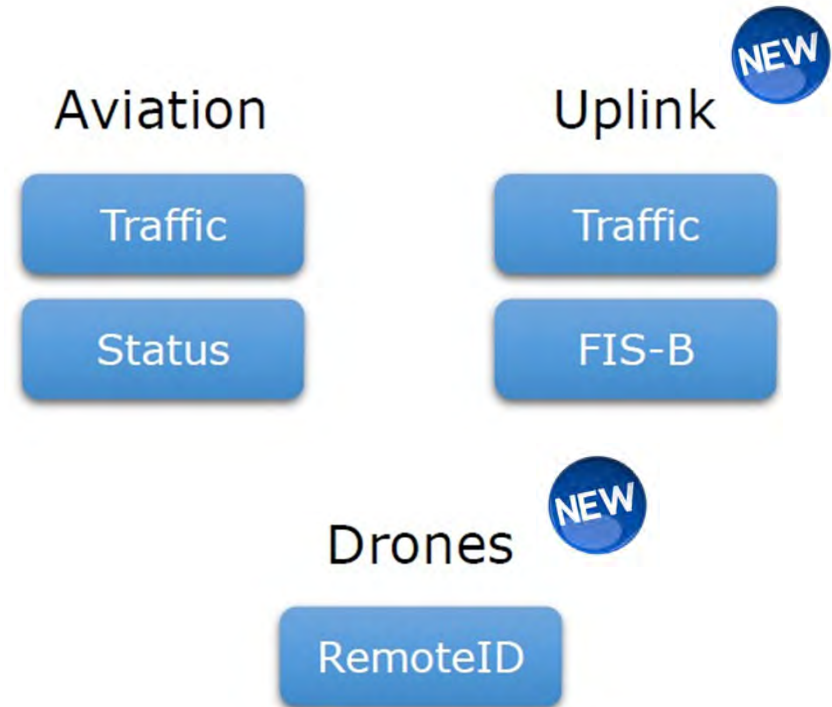 NEW
Aviation
Uplink
Traffic
Traffic
Status
FIS-B
NEW
Drones
RemoteID